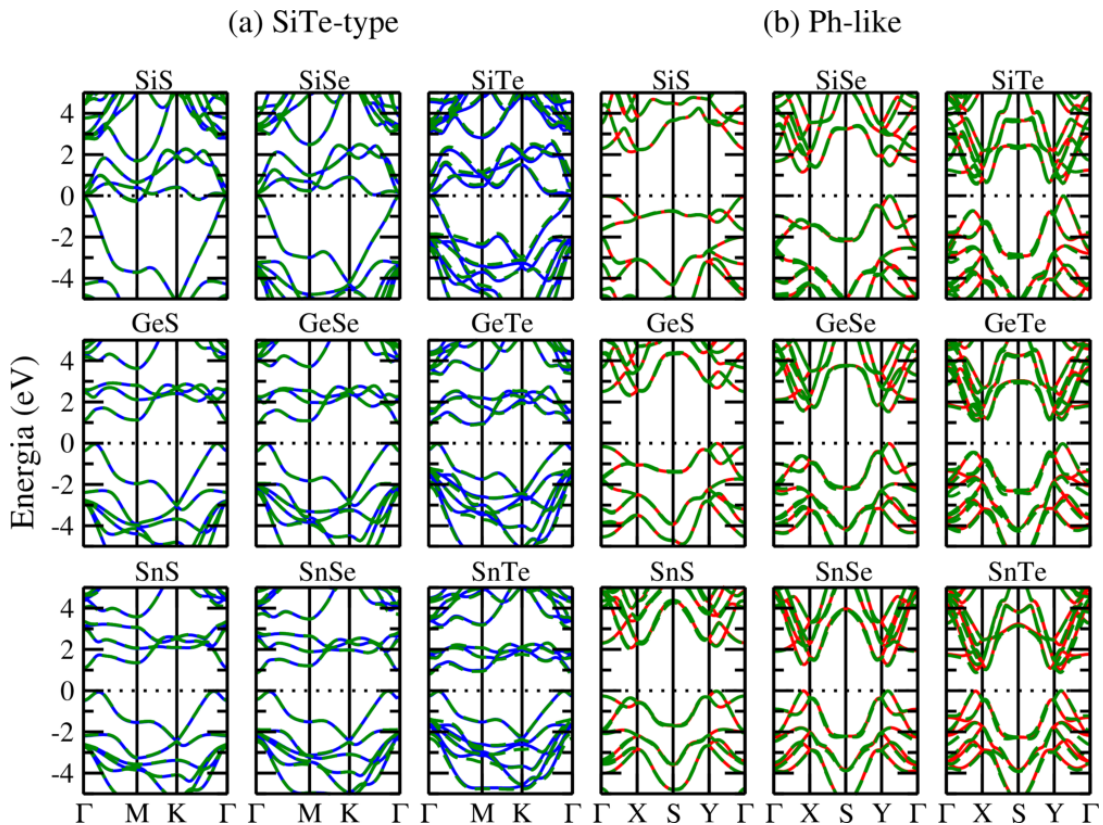 (a) SiTe-type (b) Ph-like
SiS SiSe SiTe SiS SiSe SiTe
4
2
0
-2
-4
GeS GeSe GeTe GeS GeSe GeTe
4
2
0
-2
-4
Energia (eV)
SnS SnSe SnTe SnS SnSe SnTe
4
2
0
-2
-4
Γ M K Γ Γ M K Γ Γ M K Γ Γ X S Y Γ Γ X S Y Γ Γ X S Y Γ